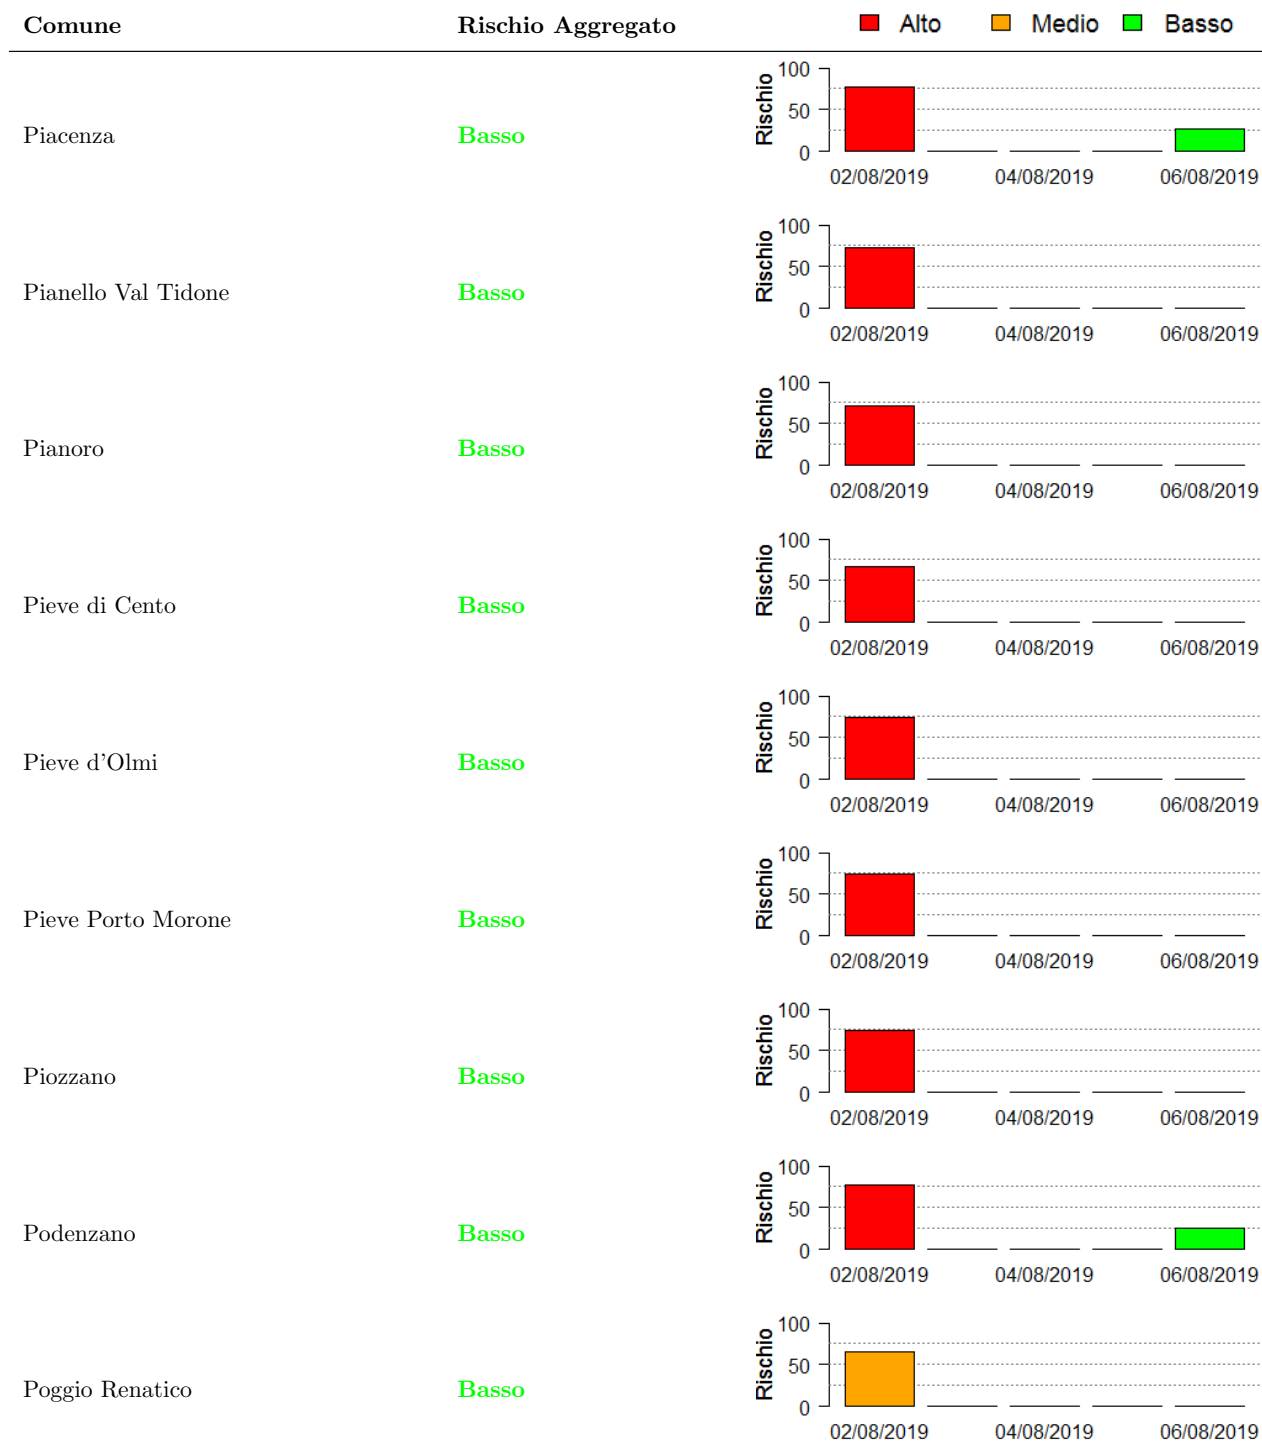 Comune Rischio Aggregato Alto Medio Basso
Piacenza Basso Rischio 100 50 0
02/08/2019 04/08/2019 06/08/2019
Pianello Val Tidone Basso Rischio 100 50 0
02/08/2019 04/08/2019 06/08/2019
Pianoro Basso Rischio 100 50 0
02/08/2019 04/08/2019 06/08/2019
Pieve di Cento Basso Rischio 100 50 0
02/08/2019 04/08/2019 06/08/2019
Pieve d'Olmi Basso Rischio 100 50 0
02/08/2019 04/08/2019 06/08/2019
Pieve Porto Morone Basso Rischio 100 50 0
02/08/2019 04/08/2019 06/08/2019
Piozzano Basso Rischio 100 50 0
02/08/2019 04/08/2019 06/08/2019
Podenzano Basso Rischio 100 50 0
02/08/2019 04/08/2019 06/08/2019
Poggio Renatico Basso Rischio 100 50 0
02/08/2019 04/08/2019 06/08/2019